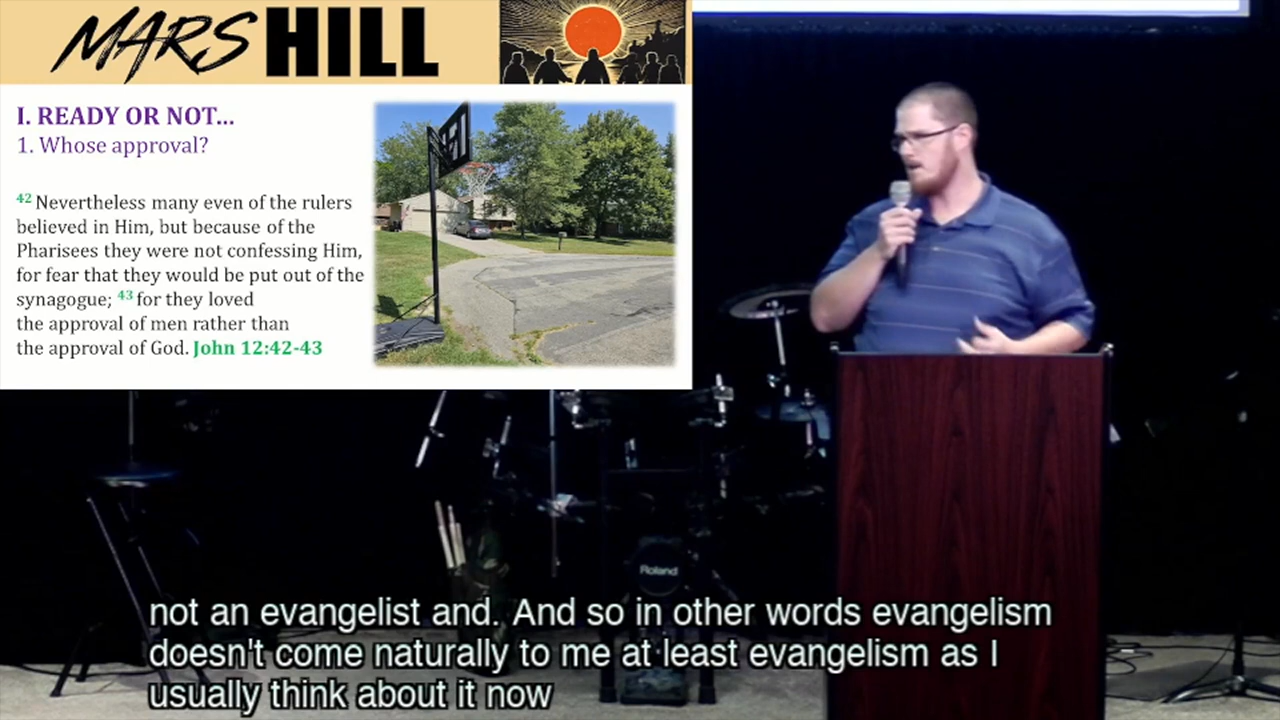 MARS HILL
I. READY OR NOT...
1. Whose approval?
42 Nevertheless many even of the rulers
believed in Him, but because of the
Pharisees they were not confessing Him,
for fear that they would be put out of the
synagogue; 43 for they loved
the approval of men rather than
the approval of God. John 12:42-43
Roland
not an evangelist and. And so in other words evangelism
doesn't come naturally to me at least evangelism as I
usually think about it now